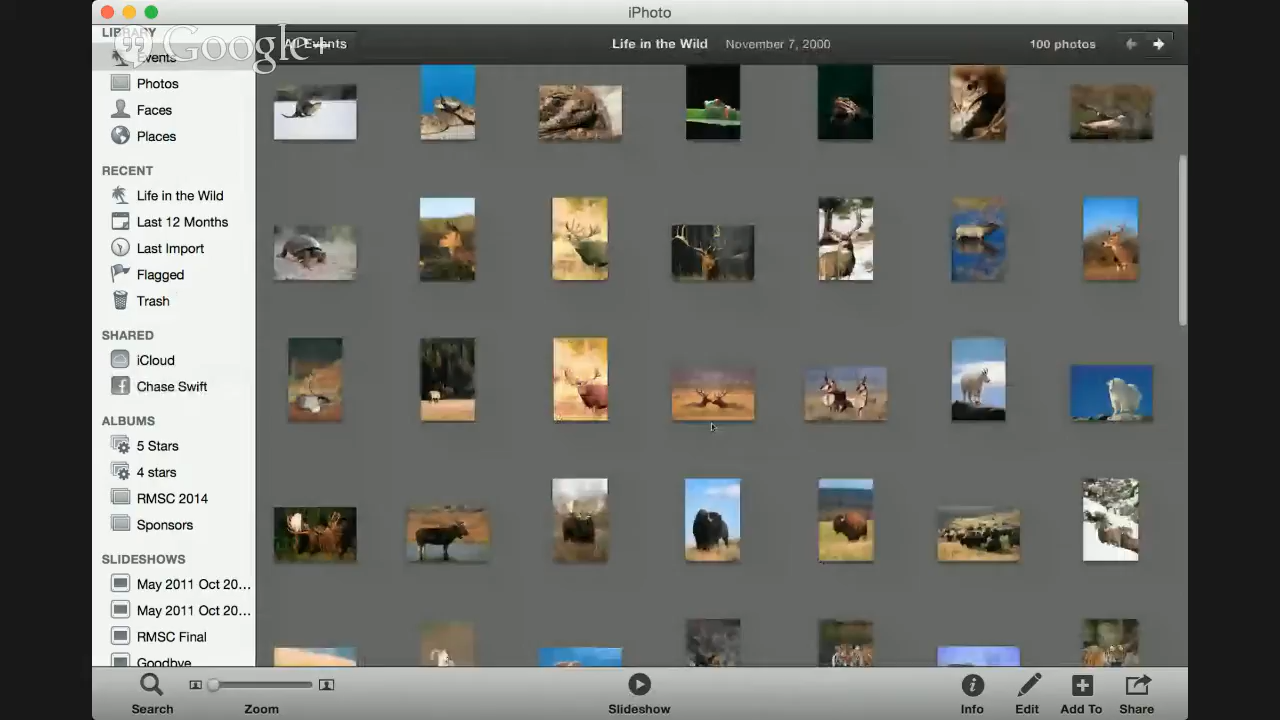 iPhoto
Google+
LIBRARY
Events
Photos
Faces
Places
RECENT
Life in the Wild
Last 12 Months
Last Import
Flagged
Trash
SHARED
iCloud
Chase Swift
ALBUMS
5 Stars
4 stars
RMSC 2014
Sponsors
SLIDESHOWS
May 2011 Oct 20...
May 2011 Oct 20...
RMSC Final
Goodbye
All Events
Life in the Wild November 7, 2000
100 photos
Search
Zoom
Slideshow
Info
Edit
Add To
Share